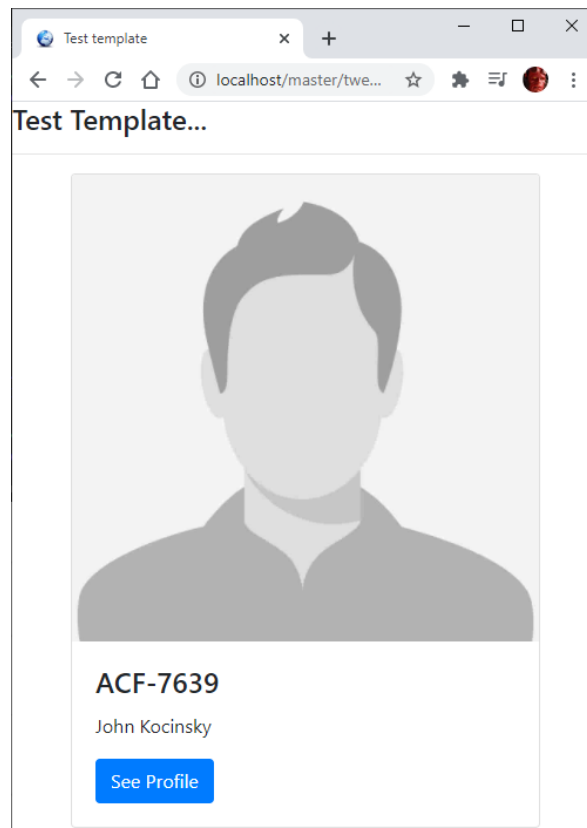 Test template
localhost/master/twe...
Test Template...
ACF-7639
John Kocinsky
See Profile